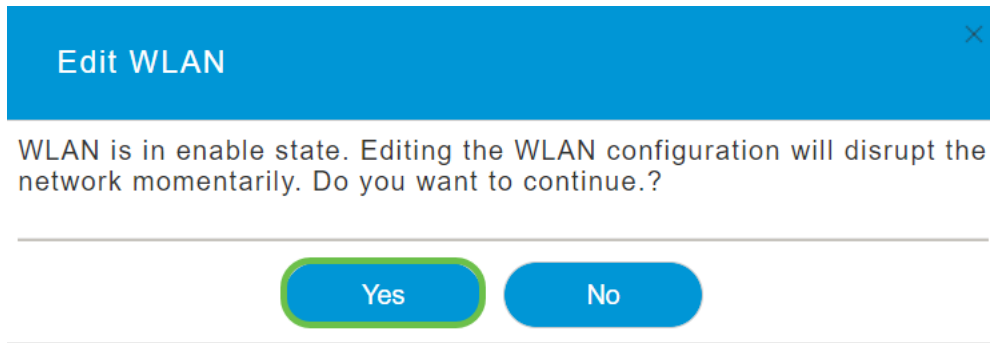 Edit WLAN
WLAN is in enable state. Editing the WLAN configuration will disrupt the
network momentarily. Do you want to continue.?
Yes
No